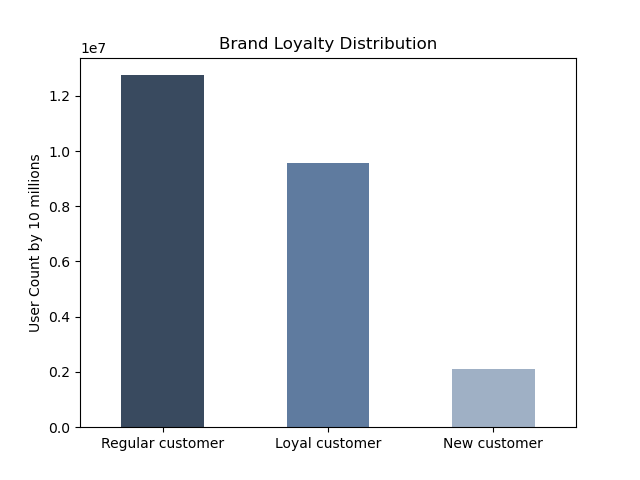 Brand Loyalty Distribution
1e7
User Count by 10 millions
1.2
1.0
0.8
0.6
0.4
0.2
0.0
Regular customer
Loyal customer
New customer